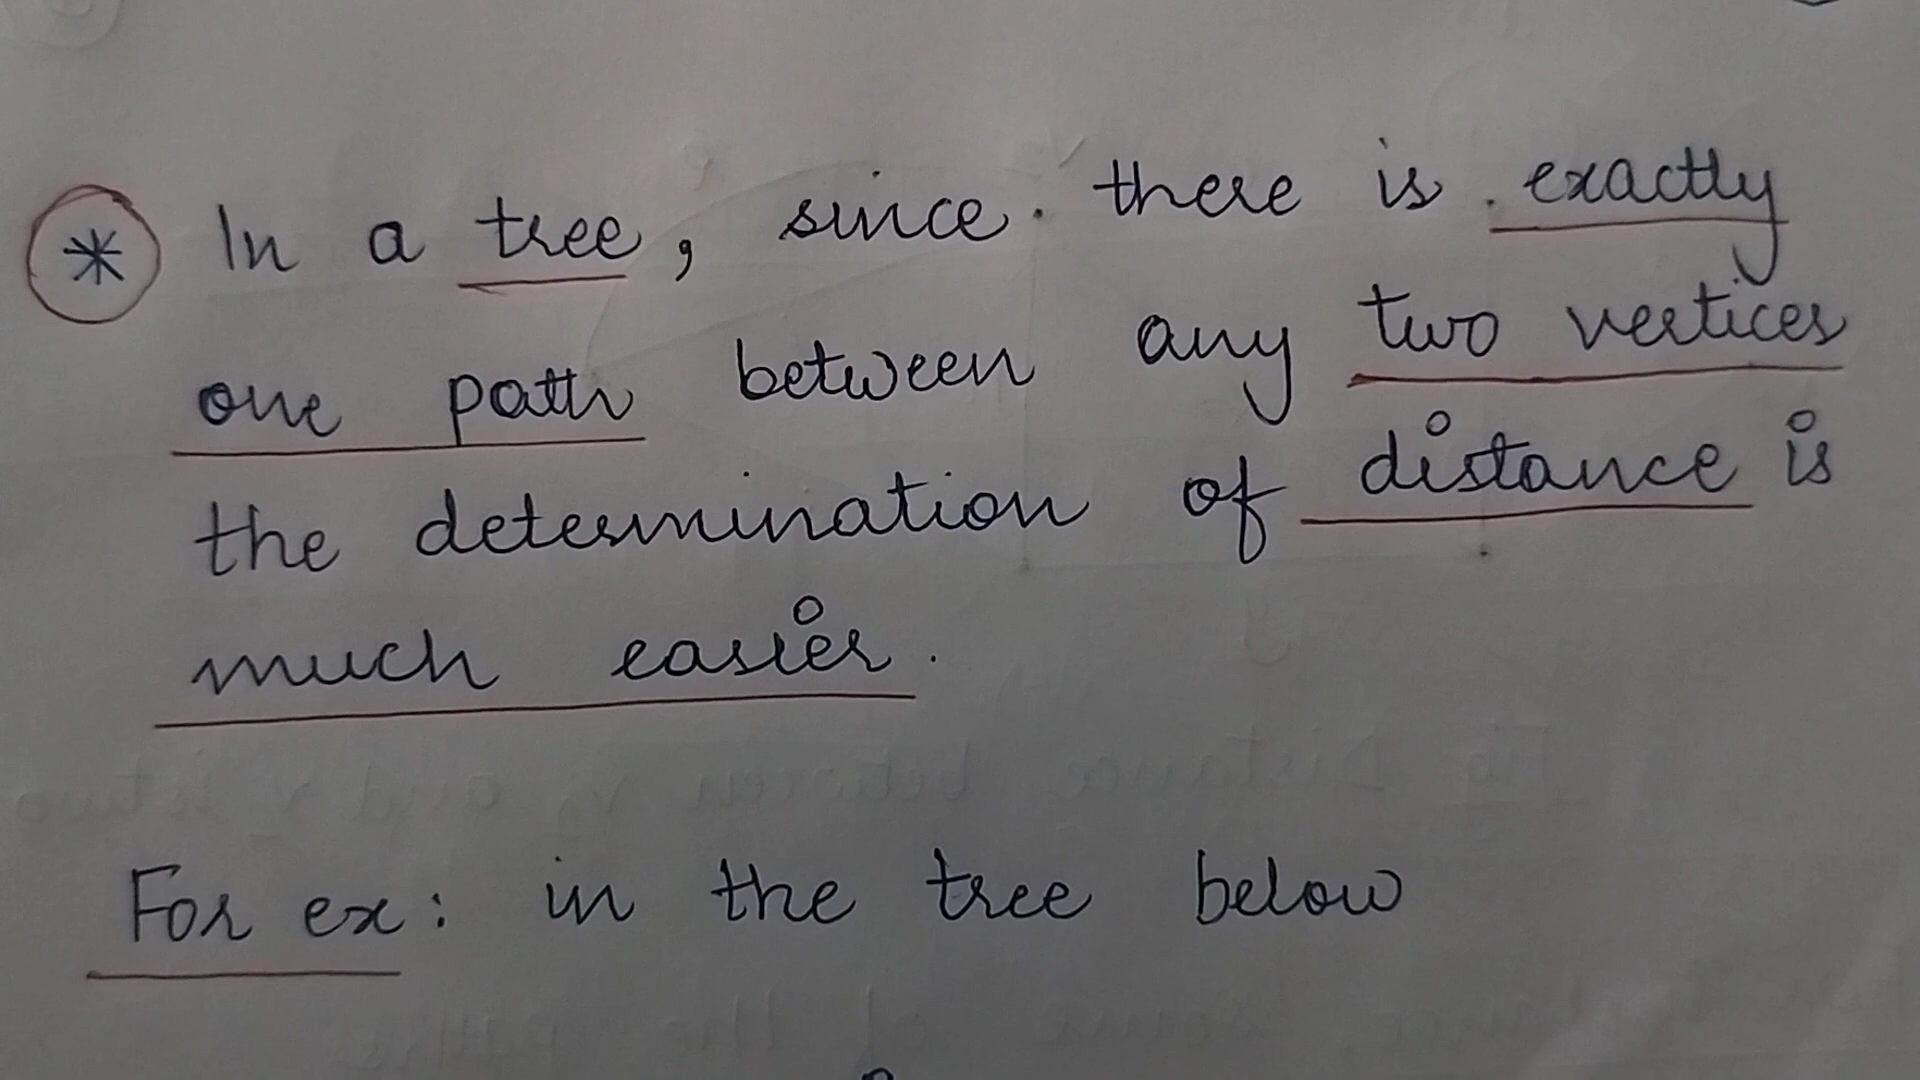 * In a tree, since there is exactly
one path between any two vertices
the determination of distance is
much easier.
For ex: in the tree below